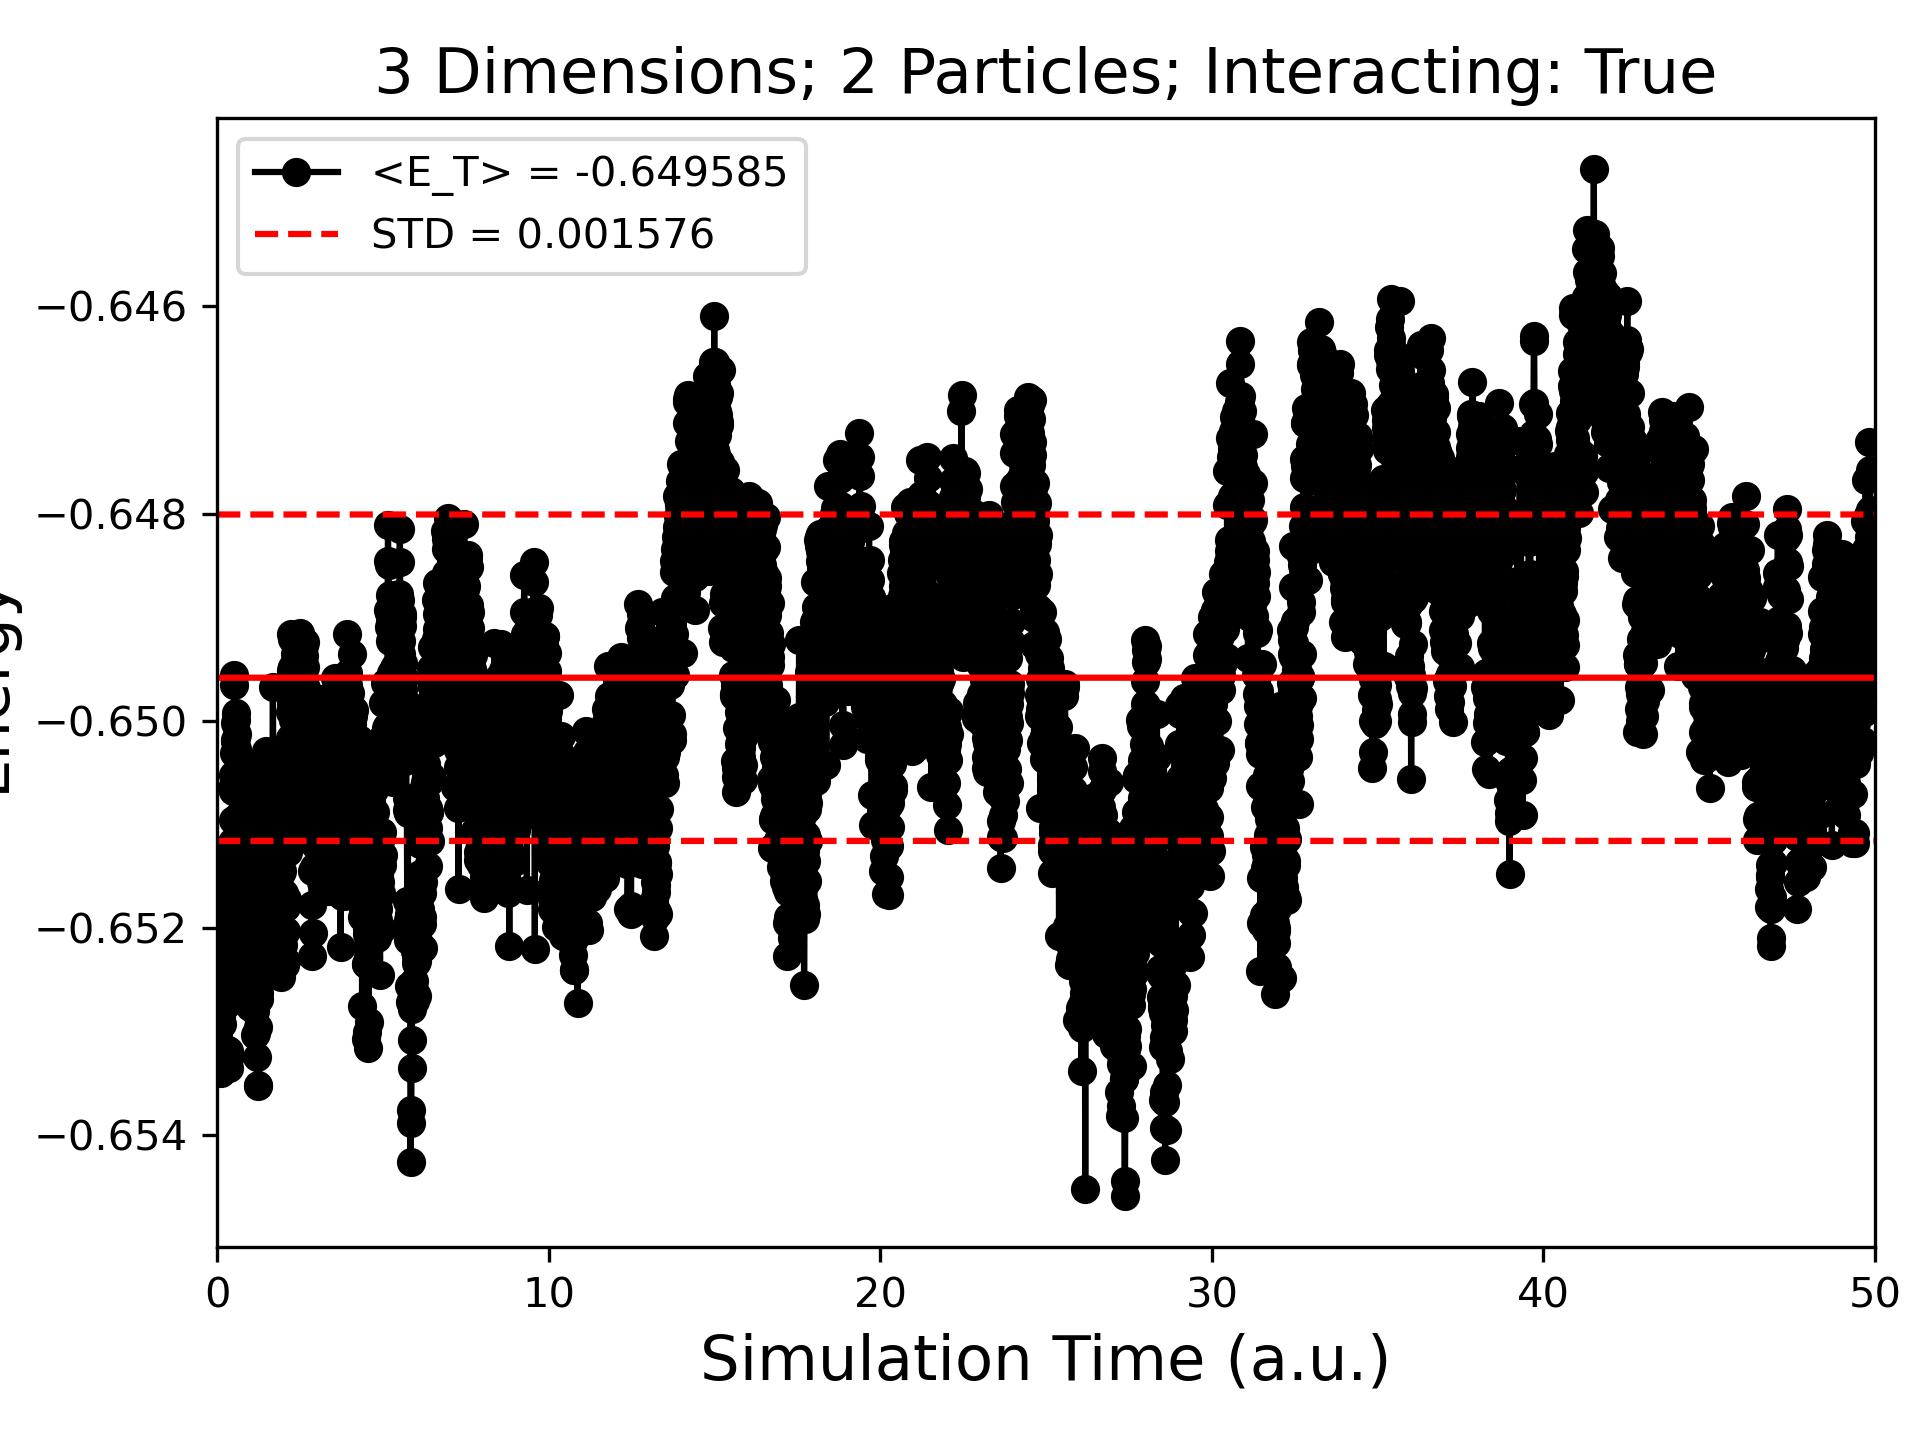 3 Dimensions; 2 Particles; Interacting: True
<E_T> = -0.649585
STD = 0.001576
−0.646
−0.648
−0.650
−0.652
−0.654
Energy
0 10 20 30 40 50
Simulation Time (a.u.)